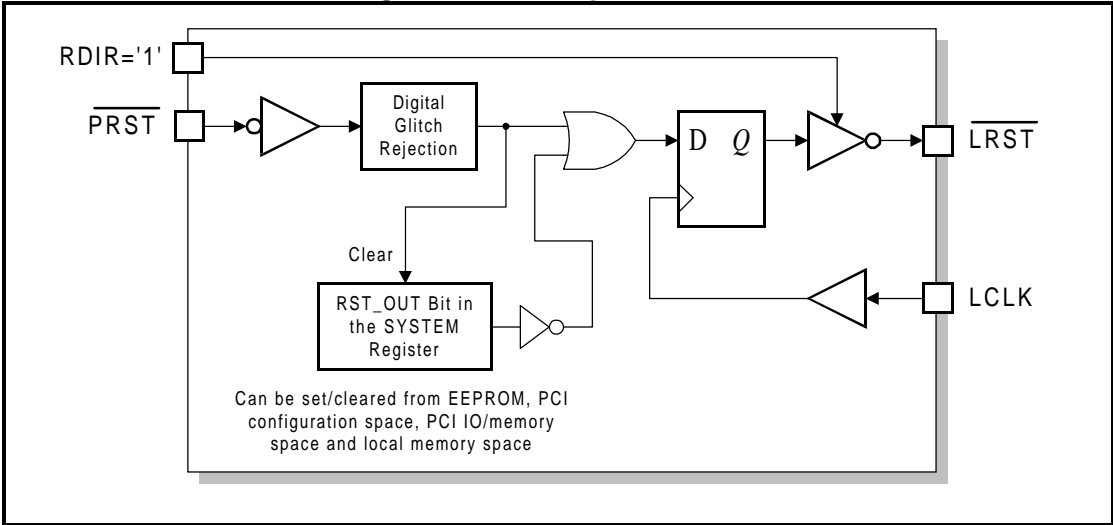 RDIR='1'
PRST
Digital
Glitch
Rejection
D Q
LRST
Clear
RST_OUT Bit in
the SYSTEM
Register
LCLK
Can be set/cleared from EEPROM, PCI
configuration space, PCI IO/memory
space and local memory space